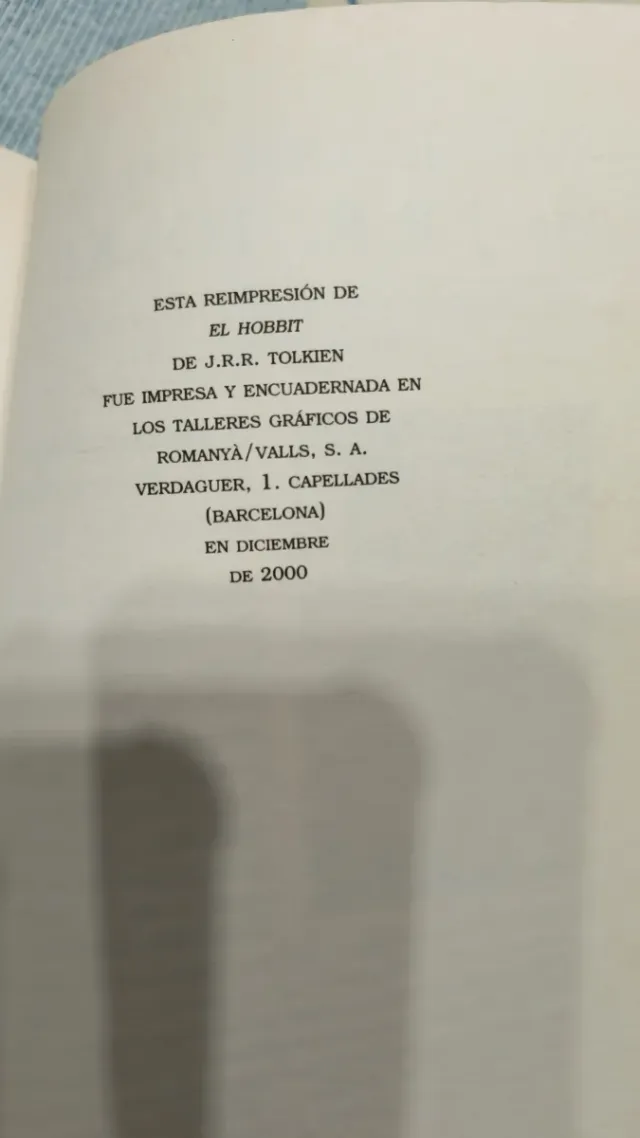 ESTA REIMPRESIÓN DE
EL HOBBIT
DE J.R.R. TOLKIEN
FUE IMPRESA Y ENCUADERNADA EN
LOS TALLERES GRÁFICOS DE
ROMANYÀ/VALLS, S. A.
VERDAGUER, 1. CAPELLADES
(BARCELONA)
EN DICIEMBRE
DE 2000